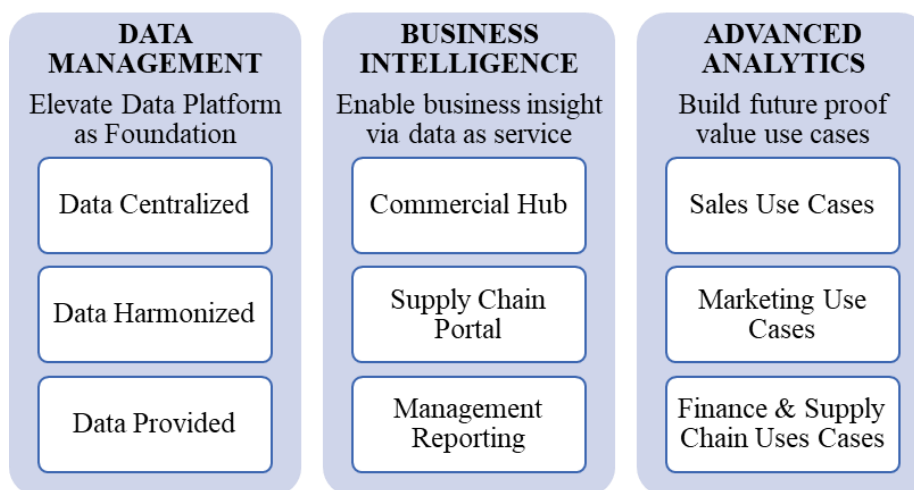 DATA
MANAGEMENT
Elevate Data Platform
as Foundation
Data Centralized
Data Harmonized
Data Provided
BUSINESS
INTELLIGENCE
Enable business insight
via data as service
Commercial Hub
Supply Chain
Portal
Management
Reporting
ADVANCED
ANALYTICS
Build future proof
value use cases
Sales Use Cases
Marketing Use
Cases
Finance & Supply
Chain Uses Cases